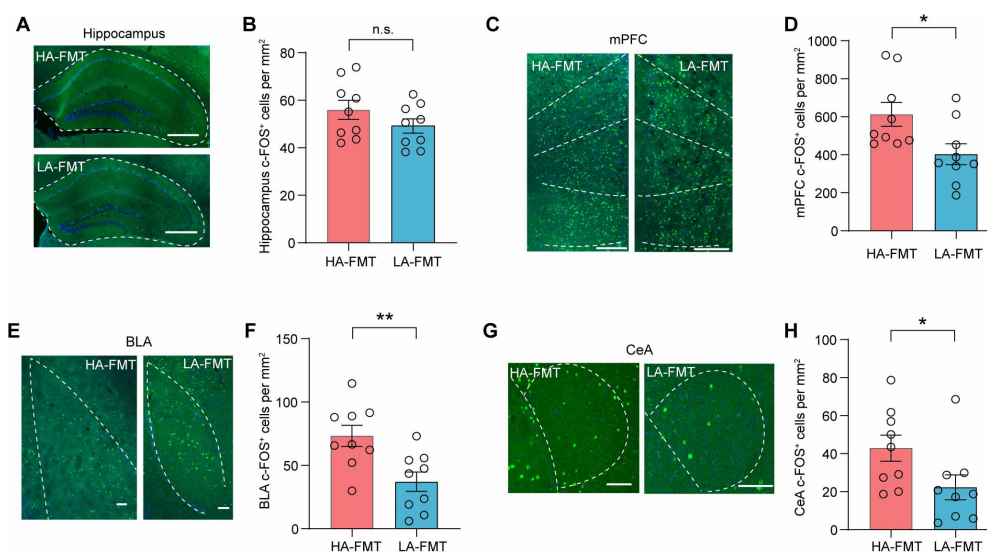 A
Hippocampus
HA-FMT
LA-FMT
B
n.s.
Hippocampus c-FOS⁺ cells per mm²
80
60
40
20
0
HA-FMT
LA-FMT
C
mPFC
HA-FMT
LA-FMT
D
*
mPFC c-FOS⁺ cells per mm²
1000
800
600
400
200
0
HA-FMT
LA-FMT
E
BLA
HA-FMT
LA-FMT
F
**
BLA c-FOS⁺ cells per mm²
150
100
50
0
HA-FMT
LA-FMT
G
CeA
HA-FMT
LA-FMT
H
*
CeA c-FOS⁺ cells per mm²
100
80
60
40
20
0
HA-FMT
LA-FMT